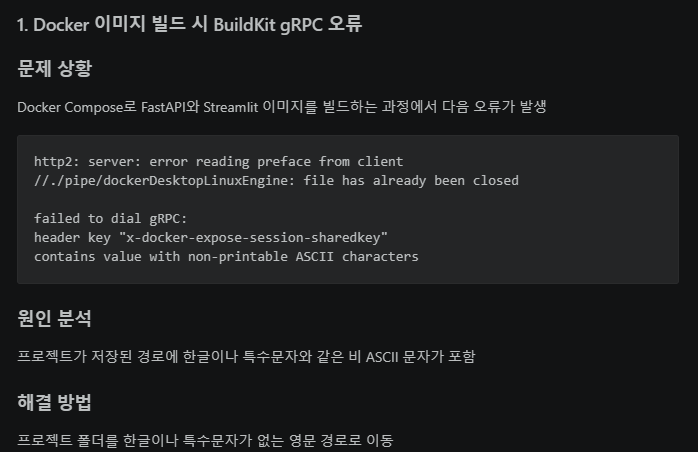 1. Docker 이미지 빌드 시 BuildKit gRPC 오류
문제 상황
Docker Compose로 FastAPI와 Streamlit 이미지를 빌드하는 과정에서 다음 오류가 발생
http2: server: error reading preface from client
//./pipe/dockerDesktopLinuxEngine: file has already been closed
failed to dial gRPC:
header key "x-docker-expose-session-sharedkey"
contains value with non-printable ASCII characters
원인 분석
프로젝트가 저장된 경로에 한글이나 특수문자와 같은 비 ASCII 문자가 포함
해결 방법
프로젝트 폴더를 한글이나 특수문자가 없는 영문 경로로 이동